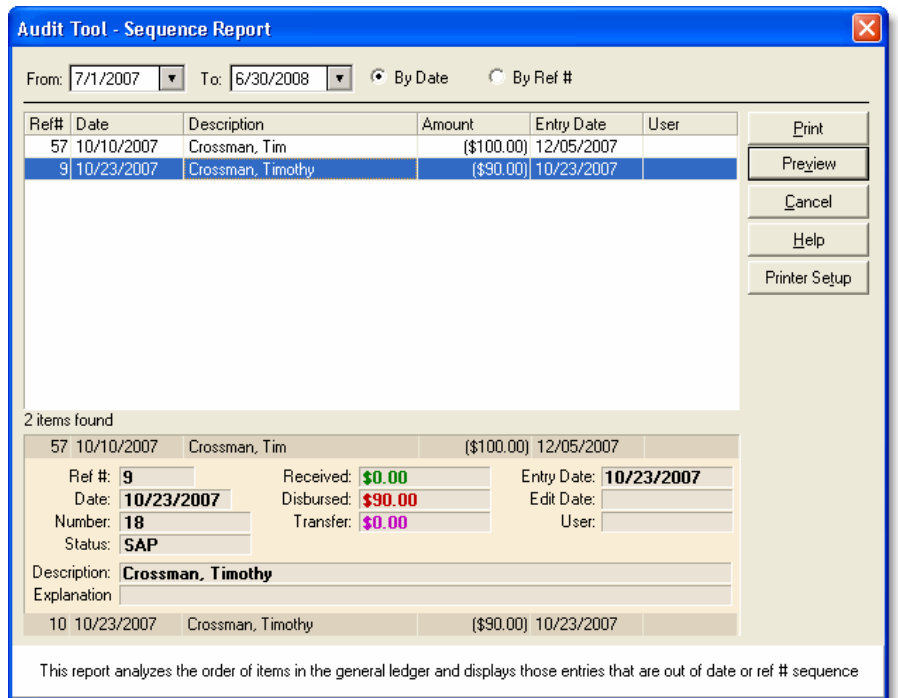 Audit Tool - Sequence Report
From: 7/1/2007 To: 6/30/2008 By Date By Ref #
Ref# Date Description Amount Entry Date User
57 10/10/2007 Crossman, Tim ($100.00) 12/05/2007
9 10/23/2007 Crossman, Timothy ($90.00) 10/23/2007
Print
Preview
Cancel
Help
Printer Setup
2 items found
57 10/10/2007 Crossman, Tim ($100.00) 12/05/2007
Ref #: 9 Received: $0.00 Entry Date: 10/23/2007
Date: 10/23/2007 Disbursed: $90.00 Edit Date:
Number: 18 Transfer: $0.00 User:
Status: SAP
Description: Crossman, Timothy
Explanation
10 10/23/2007 Crossman, Timothy ($90.00) 10/23/2007
This report analyzes the order of items in the general ledger and displays those entries that are out of date or ref # sequence